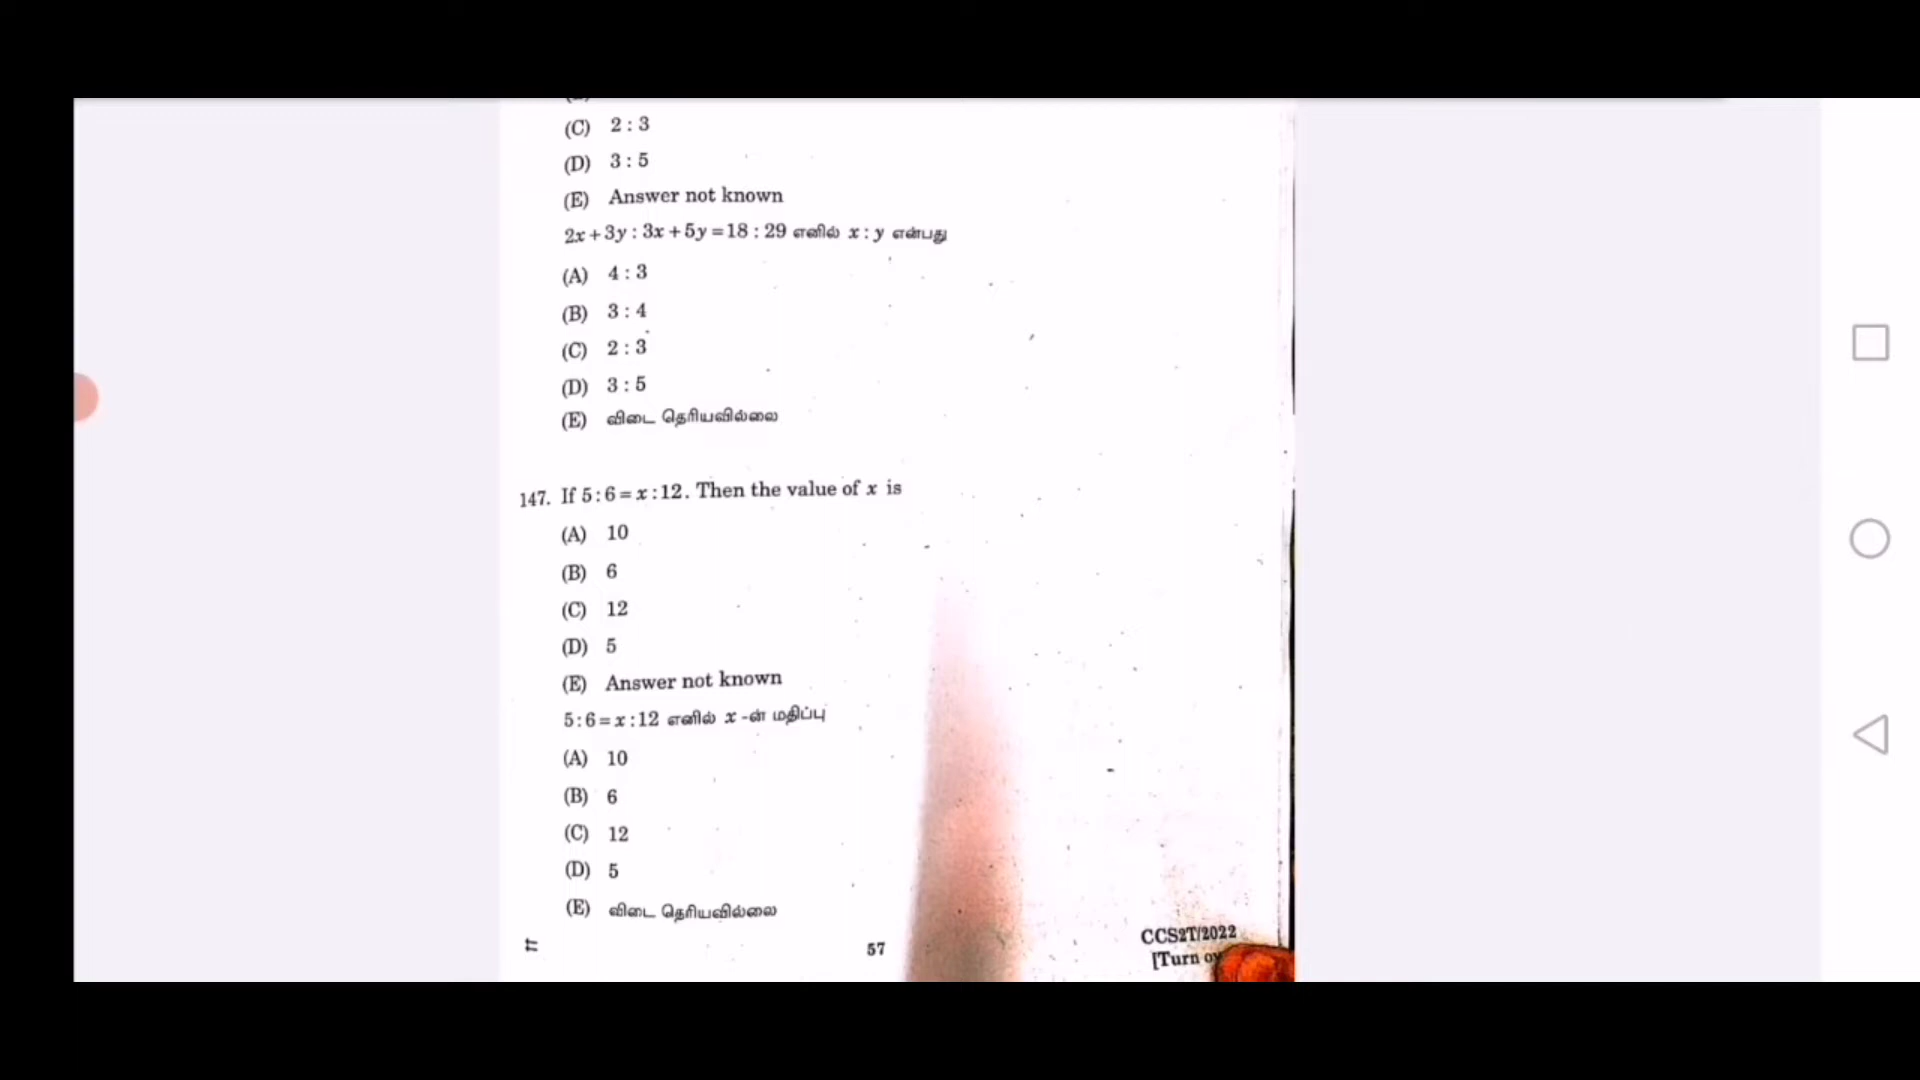 (C) 2 : 3
(D) 3 : 5
(E) Answer not known
2x + 3y : 3x + 5y = 18 : 29 எனில் x : y என்பது
(A) 4 : 3
(B) 3 : 4
(C) 2 : 3
(D) 3 : 5
(E) விடை தெரியவில்லை
147. If 5 : 6 = x : 12. Then the value of x is
(A) 10
(B) 6
(C) 12
(D) 5
(E) Answer not known
5 : 6 = x : 12 எனில் x -ன் மதிப்பு
(A) 10
(B) 6
(C) 12
(D) 5
(E) விடை தெரியவில்லை
57
CCS2T/2022
[Turn ov